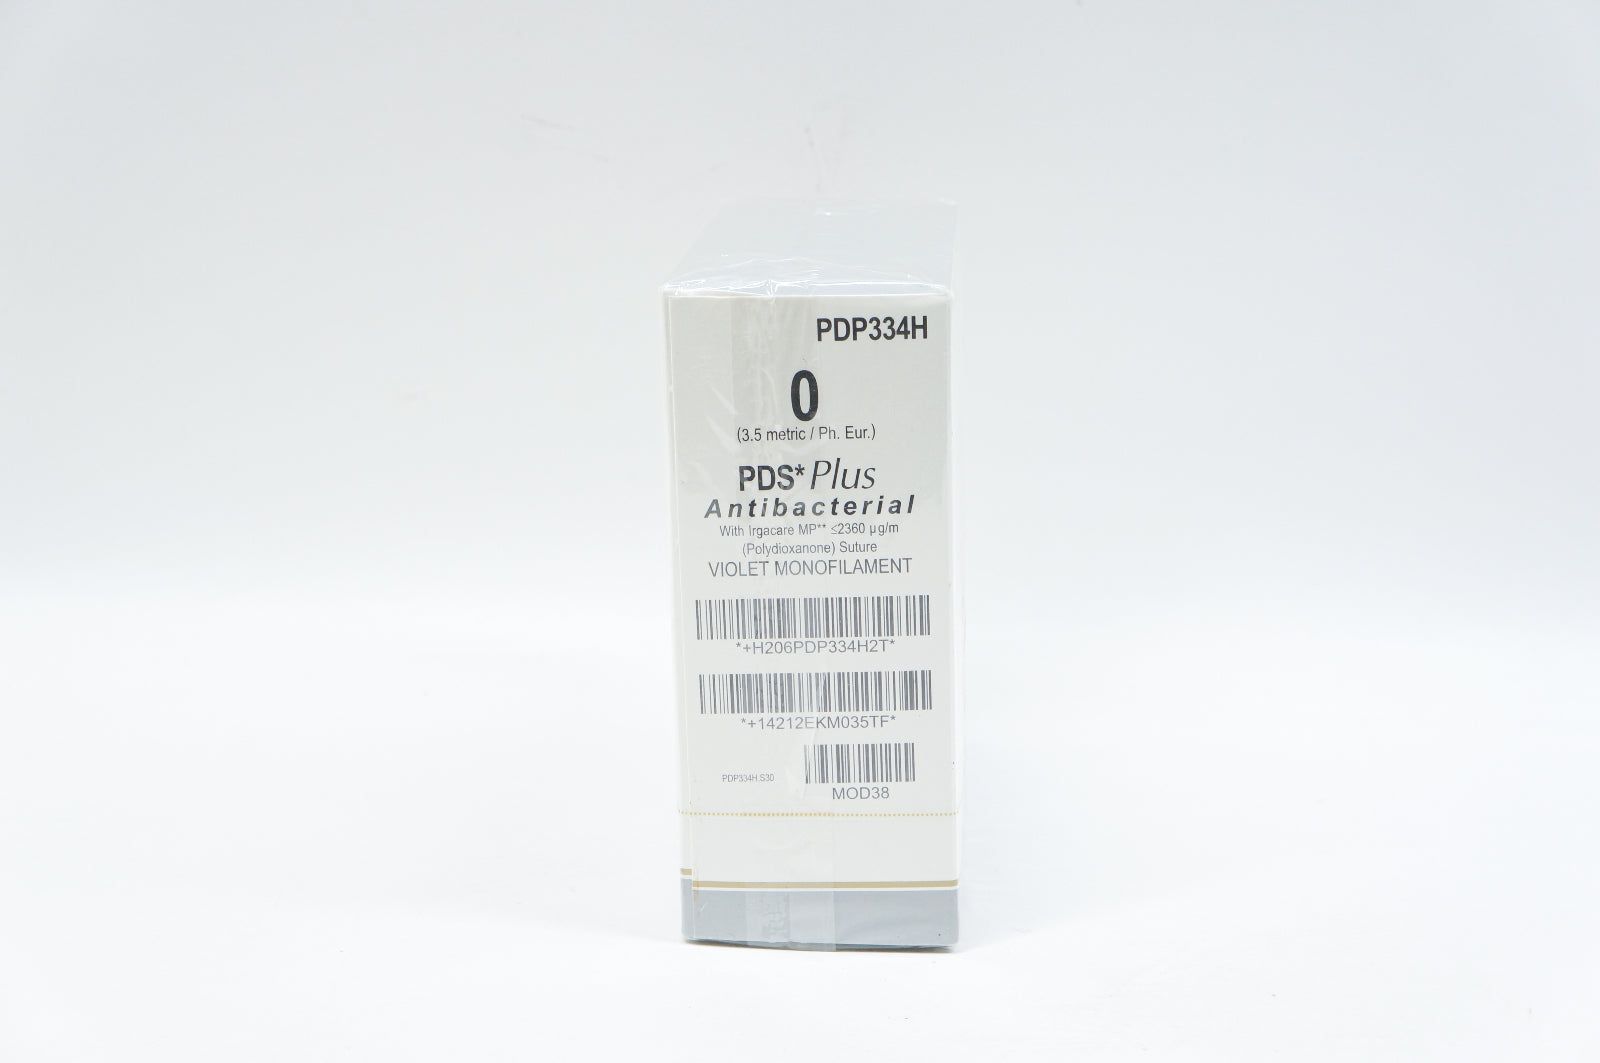 PDP334H
0
(3.5 metric / Ph. Eur.)
PDS* Plus
Antibacterial
With Irgacare MP** ≤2360 µg/m
(Polydioxanone) Suture
VIOLET MONOFILAMENT
*+H206PDP334H2T*
*+14212EKM035TF*
PDP334H.S30
MOD38